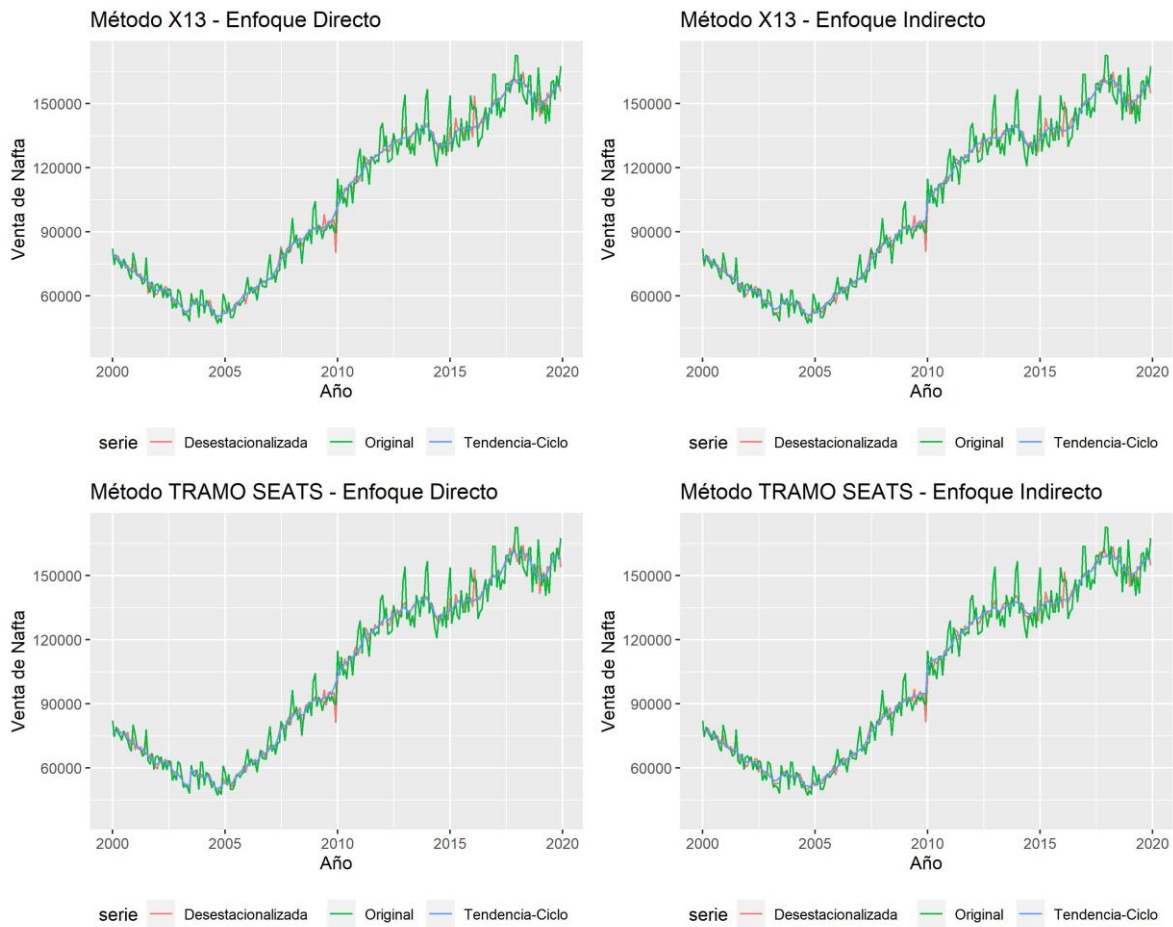 Método X13 - Enfoque Directo
Venta de Nafta
150000
120000
90000
60000
2000 2005 2010 2015 2020
Año
serie Desestacionalizada Original Tendencia-Ciclo
Método X13 - Enfoque Indirecto
Venta de Nafta
150000
120000
90000
60000
2000 2005 2010 2015 2020
Año
serie Desestacionalizada Original Tendencia-Ciclo
Método TRAMO SEATS - Enfoque Directo
Venta de Nafta
150000
120000
90000
60000
2000 2005 2010 2015 2020
Año
serie Desestacionalizada Original Tendencia-Ciclo
Método TRAMO SEATS - Enfoque Indirecto
Venta de Nafta
150000
120000
90000
60000
2000 2005 2010 2015 2020
Año
serie Desestacionalizada Original Tendencia-Ciclo